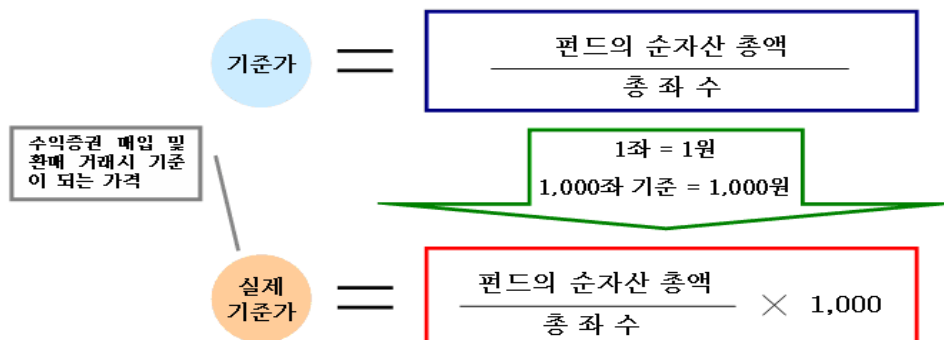 기준가
펀드의 순자산 총액
총 좌 수
수익증권 매입 및
환매 거래시 기준
이 되는 가격
1좌 = 1원
1,000좌 기준 = 1,000원
실제
기준가
펀드의 순자산 총액
총 좌 수
× 1,000